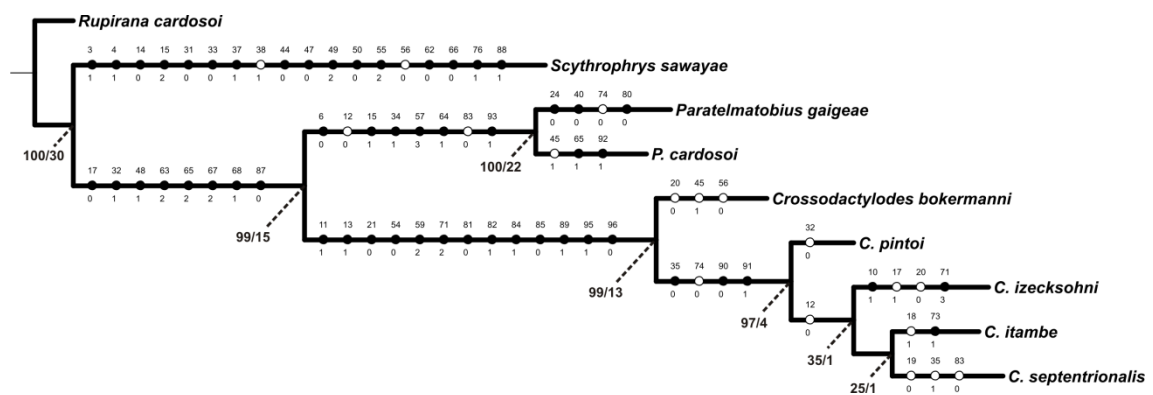 Rupirana cardosoi
3 4 14 15 31 33 37 38 44 47 49 50 55 56 62 66 76 88
Scythrophrys sawayae
1 1 0 2 0 0 1 1 0 0 2 0 2 0 0 0 1 1
24 40 74 80
Paratelmatobius gaigeae
0 0 0 0
6 12 15 34 57 64 83 93
0 0 1 1 3 1 0 1
45 65 92
P. cardosoi
1 1 1
100/30
100/22
17 32 48 63 65 67 68 87
0 1 1 2 2 2 1 0
20 45 56
Crossodactylodes bokermanni
0 1 0
99/15
11 13 21 54 59 71 81 82 84 85 89 95 96
1 1 0 0 2 2 0 1 1 0 1 1 0
32
C. pintoi
0
99/13
35 74 90 91
0 0 0 1
10 17 20 71
C. izecksohni
1 1 0 3
97/4
12
0
18 73
C. itambe
1 1
35/1
19 35 83
C. septentrionalis
0 1 0
25/1